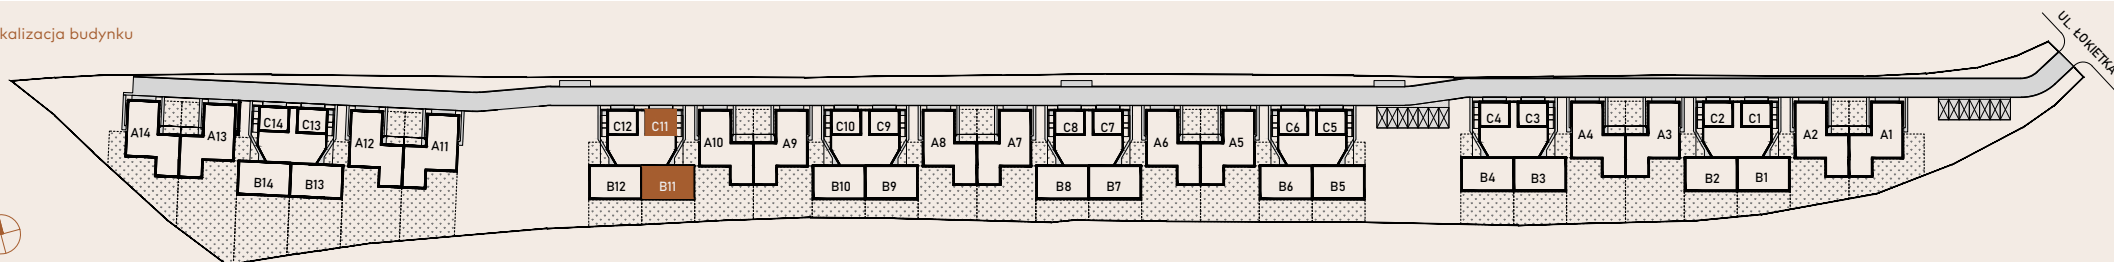 kalizacja budynku
UL. ŁOKIETKA
A14
A13
C14
C13
B14
B13
A12
A11
C12
C11
B12
B11
A10
A9
C10
C9
B10
B9
A8
A7
C8
C7
B8
B7
A6
A5
C6
C5
B6
B5
C4
C3
B4
B3
A4
A3
C2
C1
B2
B1
A2
A1